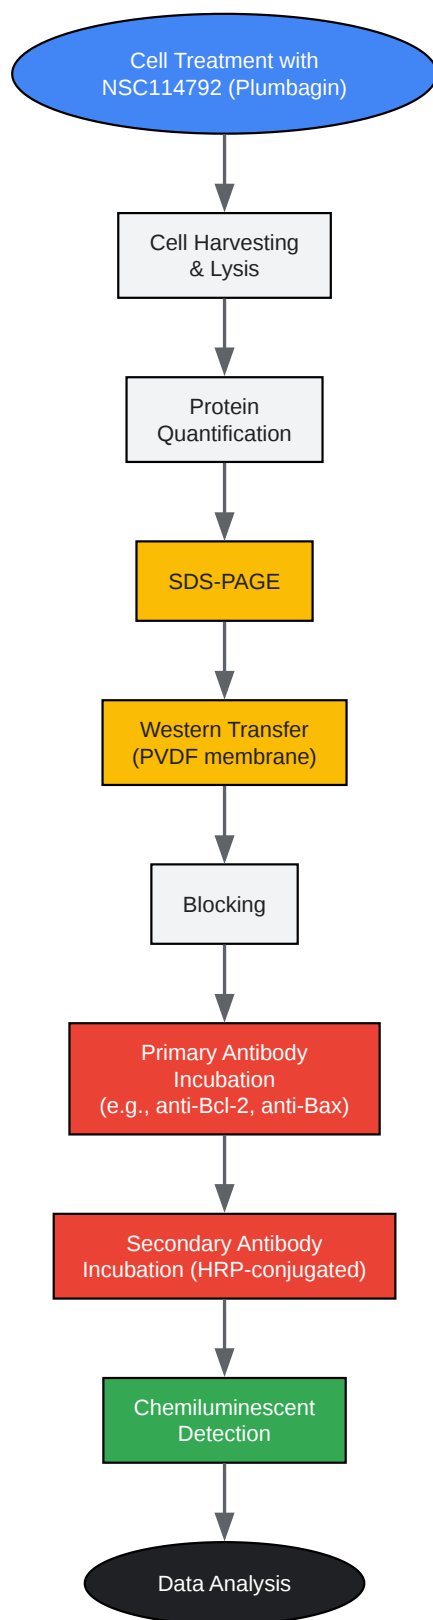 Cell Treatment with
NSC114792 (Plumbagin)
Cell Harvesting
& Lysis
Protein
Quantification
SDS-PAGE
Western Transfer
(PVDF membrane)
Blocking
Primary Antibody
Incubation
(e.g., anti-Bcl-2, anti-Bax)
Secondary Antibody
Incubation (HRP-conjugated)
Chemiluminescent
Detection
Data Analysis